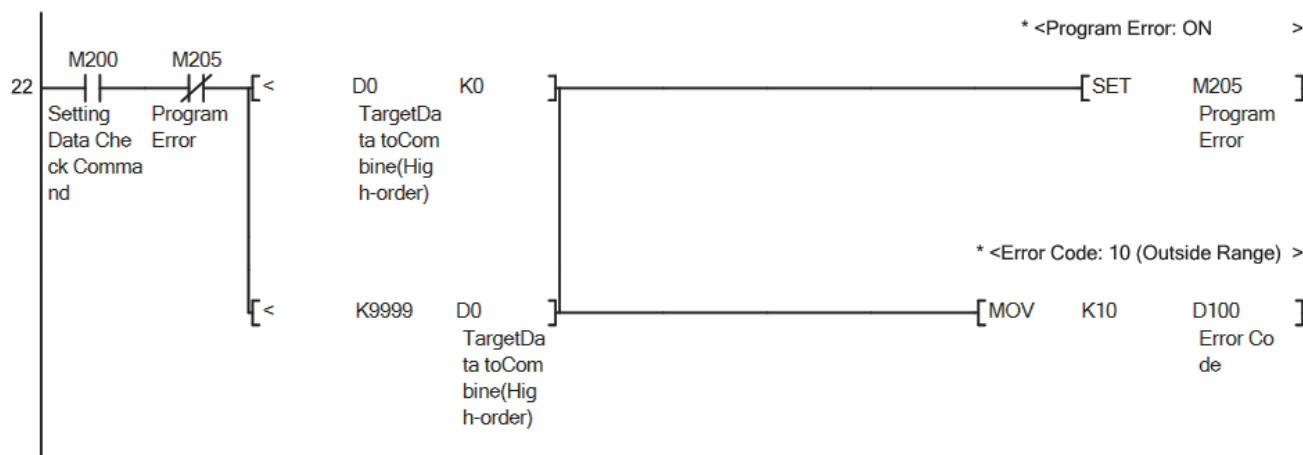 * <Program Error: ON >
M200 M205
22 [< D0 K0 ] [SET M205 ]
Setting Program TargetDa Program
Data Che Error ta toCom Error
ck Comma bine(Hig
nd h-order)
* <Error Code: 10 (Outside Range) >
[< K9999 D0 ] [MOV K10 D100 ]
TargetDa Error Co
ta toCom de
bine(Hig
h-order)